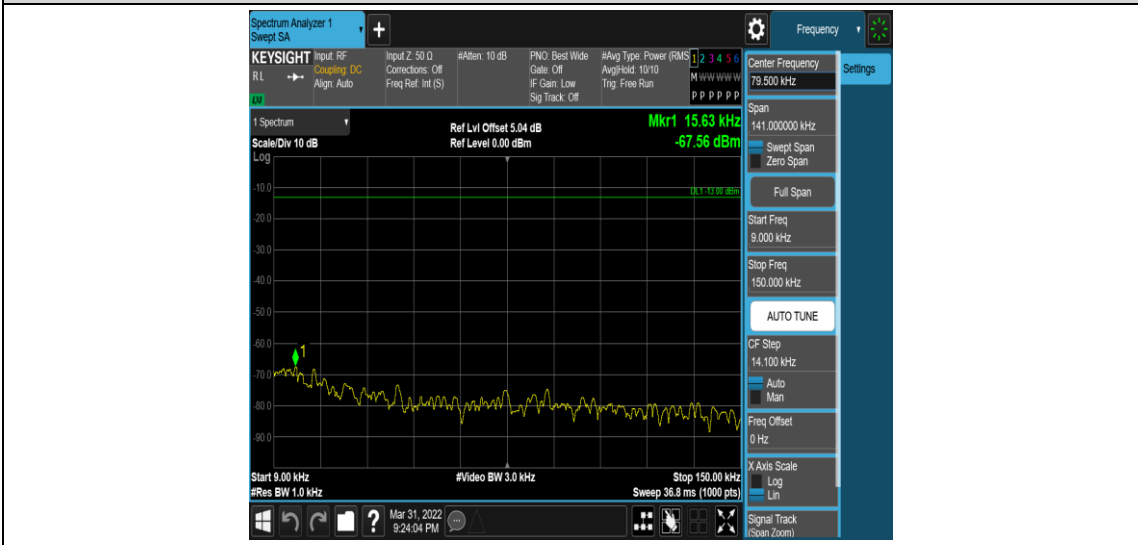 Spectrum Analyzer 1
Swept SA
+
Frequency
KEYSIGHT
RL
LXI
Input: RF
Coupling: DC
Align: Auto
Input Z: 50 Ω
Corrections: Off
Freq Ref: Int (S)
#Atten: 10 dB
PNO: Best Wide
Gate: Off
IF Gain: Low
Sig Track: Off
#Avg Type: Power (RMS
Avg|Hold: 10/10
Trig: Free Run
1 2 3 4 5 6
M W W W W W
P P P P P P
Center Frequency
79.500 kHz
Settings
Span
141.000000 kHz
Swept Span
Zero Span
Full Span
Start Freq
9.000 kHz
Stop Freq
150.000 kHz
AUTO TUNE
CF Step
14.100 kHz
Auto
Man
Freq Offset
0 Hz
X Axis Scale
Log
Lin
Signal Track
(Span Zoom)
1 Spectrum
Scale/Div 10 dB
Log
Ref Lvl Offset 5.04 dB
Ref Level 0.00 dBm
Mkr1 15.63 kHz
-67.56 dBm
DL1 -13.00 dBm
-10.0
-20.0
-30.0
-40.0
-50.0
-60.0
1
-70.0
-80.0
-90.0
Start 9.00 kHz
#Video BW 3.0 kHz
Stop 150.00 kHz
#Res BW 1.0 kHz
Sweep 36.8 ms (1000 pts)
?
Mar 31, 2022
9:24:04 PM